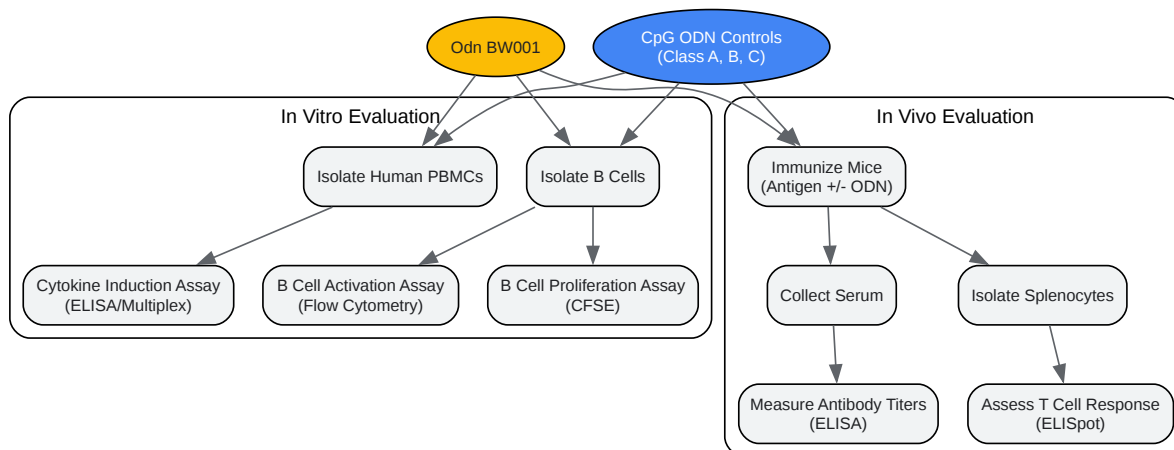 Odn BW001
CpG ODN Controls
(Class A, B, C)
In Vitro Evaluation
In Vivo Evaluation
Isolate Human PBMCs
Isolate B Cells
Immunize Mice
(Antigen +/- ODN)
Cytokine Induction Assay
(ELISA/Multiplex)
B Cell Activation Assay
(Flow Cytometry)
B Cell Proliferation Assay
(CFSE)
Collect Serum
Isolate Splenocytes
Measure Antibody Titers
(ELISA)
Assess T Cell Response
(ELISpot)